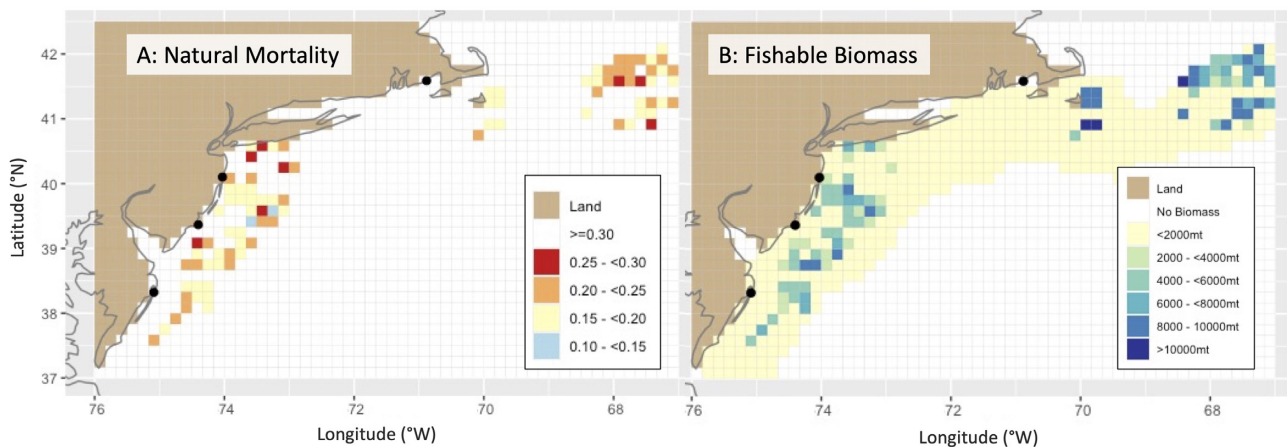 A: Natural Mortality
B: Fishable Biomass
Latitude (°N)
42
41
40
39
38
37
Land
>=0.30
0.25 - <0.30
0.20 - <0.25
0.15 - <0.20
0.10 - <0.15
Land
No Biomass
<2000mt
2000 - <4000mt
4000 - <6000mt
6000 - <8000mt
8000 - 10000mt
>10000mt
76 74 72 70 68 76 74 72 70 68
Longitude (°W) Longitude (°W)